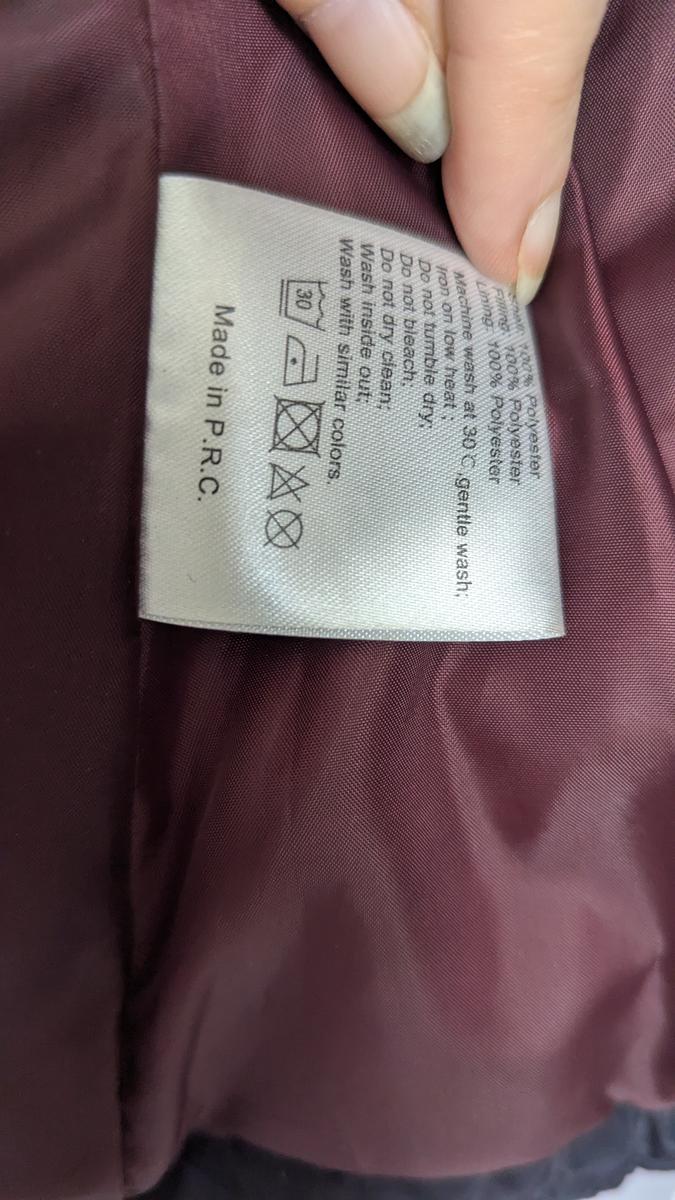 100% Polyester
Filling: 100% Polyester
Lining: 100% Polyester
Machine wash at 30℃,gentle wash;
Iron on low heat;
Do not tumble dry;
Do not bleach;
Do not dry clean;
Wash inside out;
Wash with similar colors.
30
Made in P.R.C.